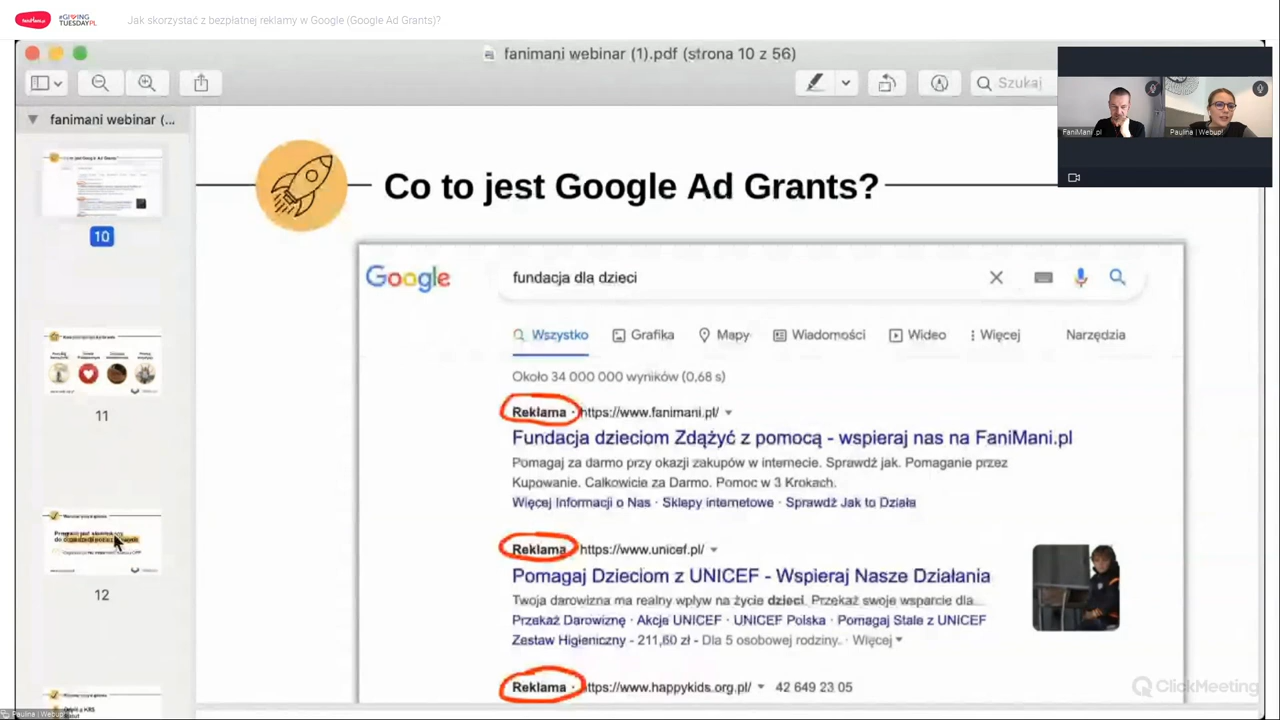 FaniMani.pl
#GIVING
TUESDAYPL
Jak skorzystać z bezpłatnej reklamy w Google (Google Ad Grants)?
fanimani webinar (1).pdf (strona 10 z 56)
Szukaj
FaniMani.pl
Paulina | Webup!
fanimani webinar (...
10
11
12
Co to jest Google Ad Grants?
Google
fundacja dla dzieci
Wszystko
Grafika
Mapy
Wiadomości
Wideo
Więcej
Narzędzia
Około 34 000 000 wyników (0,68 s)
Reklama · https://www.fanimani.pl/
Fundacja dzieciom Zdążyć z pomocą - wspieraj nas na FaniMani.pl
Pomagaj za darmo przy okazji zakupów w internecie. Sprawdź jak. Pomaganie przez
Kupowanie. Całkowicie za Darmo. Pomoc w 3 Krokach.
Więcej Informacji o Nas · Sklepy internetowe · Sprawdź Jak to Działa
Reklama · https://www.unicef.pl/
Pomagaj Dzieciom z UNICEF - Wspieraj Nasze Działania
Twoja darowizna ma realny wpływ na życie dzieci. Przekaż swoje wsparcie dla...
Przekaż Darowiznę · Akcje UNICEF · UNICEF Polska · Pomagaj Stale z UNICEF
Zestaw Higieniczny - 211,60 zł - Dla 5 osobowej rodziny. · Więcej
Reklama · https://www.happykids.org.pl/ 42 649 23 05
ClickMeeting
Paulina | Webup!